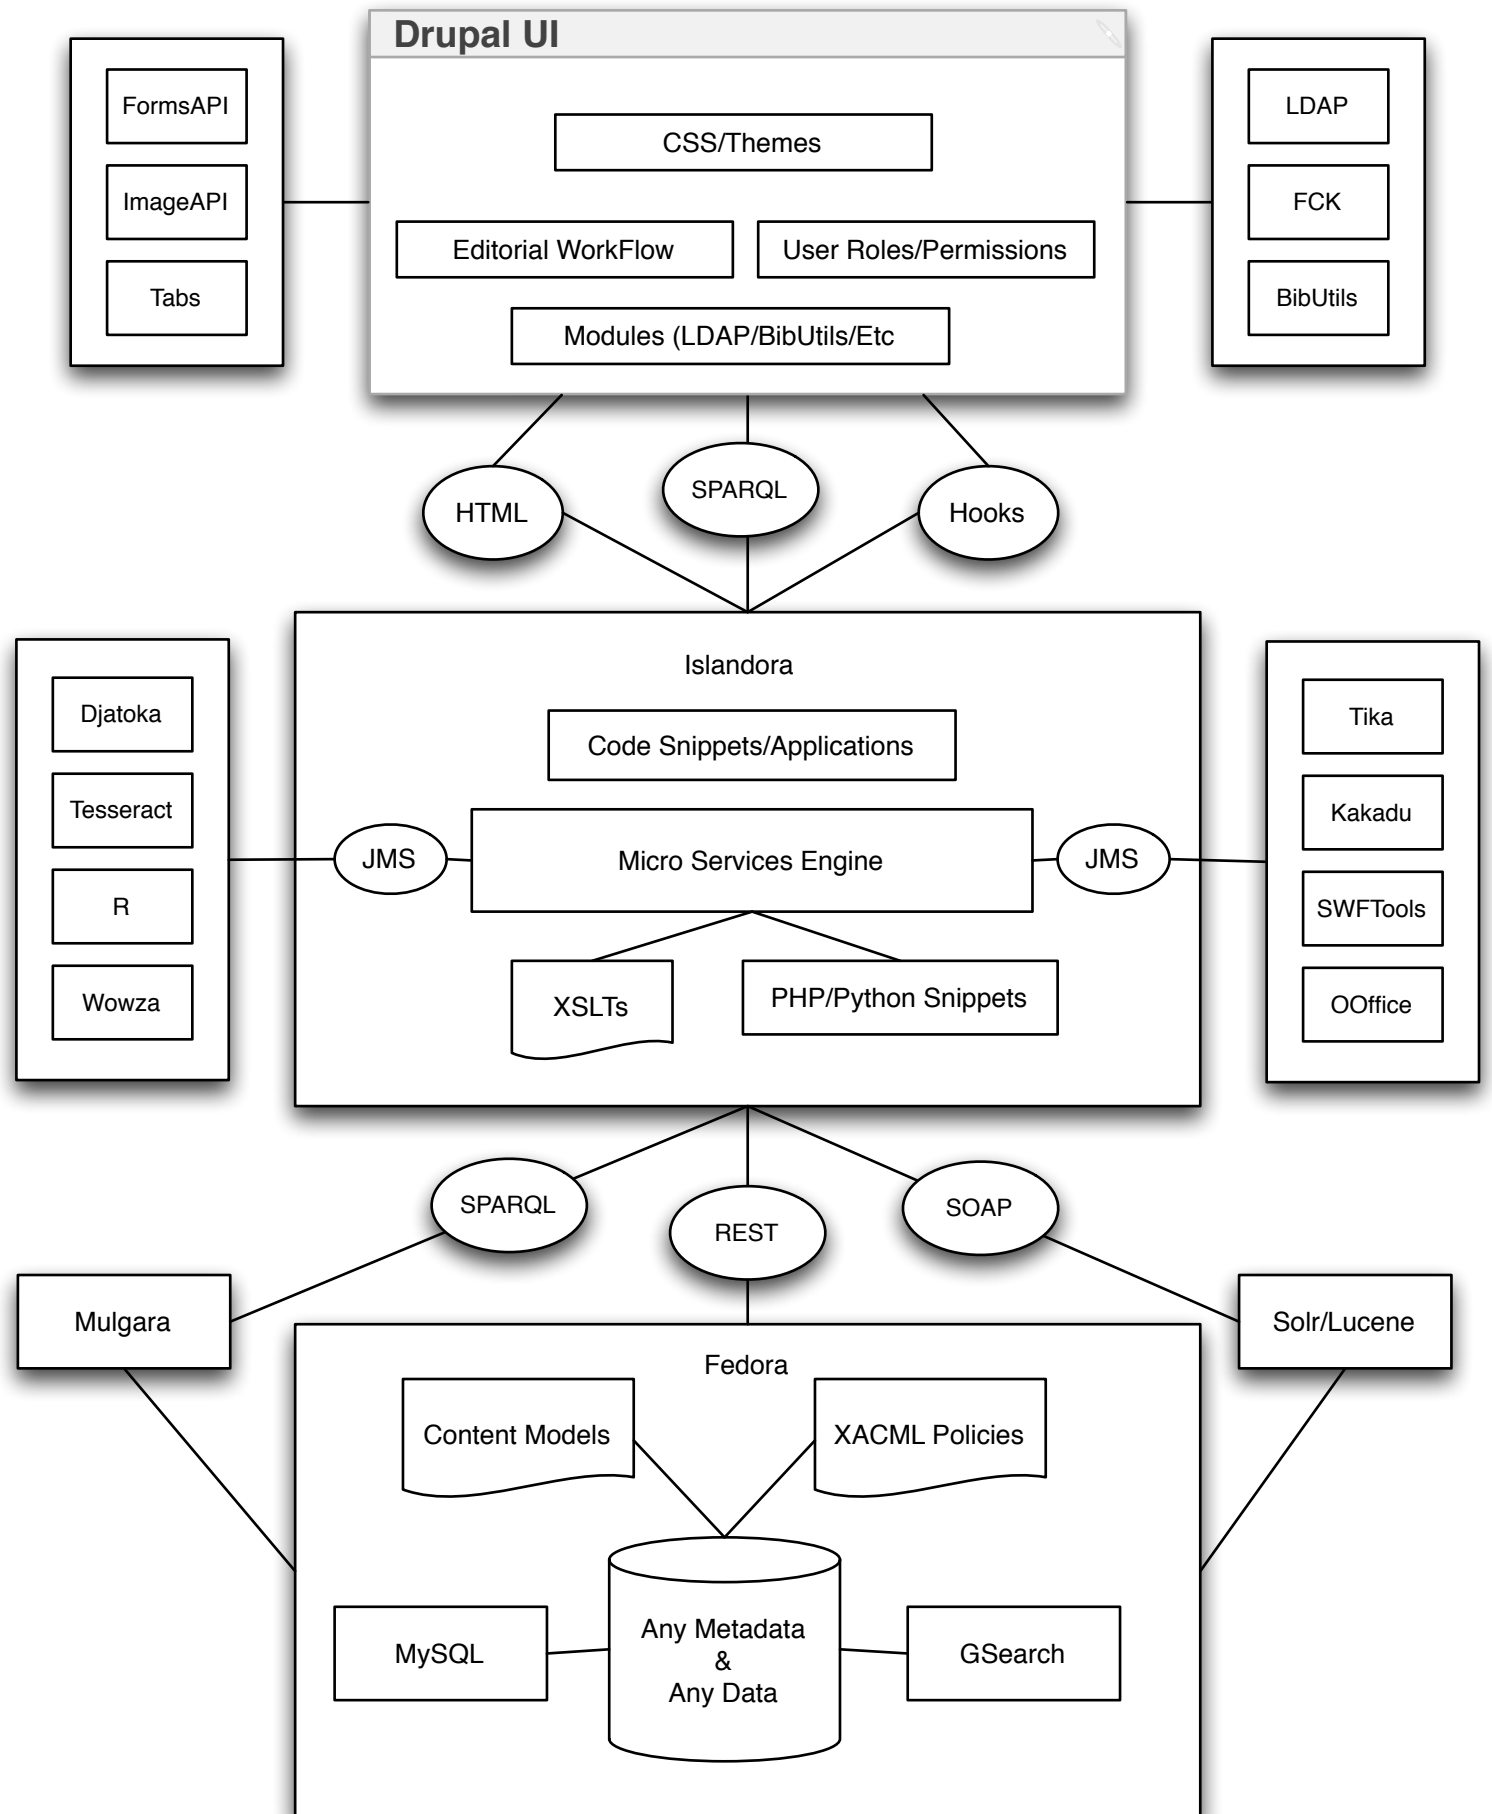 Drupal UI
FormsAPI
ImageAPI
Tabs
CSS/Themes
Editorial WorkFlow
User Roles/Permissions
Modules (LDAP/BibUtils/Etc
LDAP
FCK
BibUtils
HTML
SPARQL
Hooks
Islandora
Djatoka
Tesseract
R
Wowza
Code Snippets/Applications
JMS
Micro Services Engine
JMS
XSLTs
PHP/Python Snippets
Tika
Kakadu
SWFTools
OOffice
SPARQL
REST
SOAP
Mulgara
Solr/Lucene
Fedora
Content Models
XACML Policies
MySQL
Any Metadata
&
Any Data
GSearch